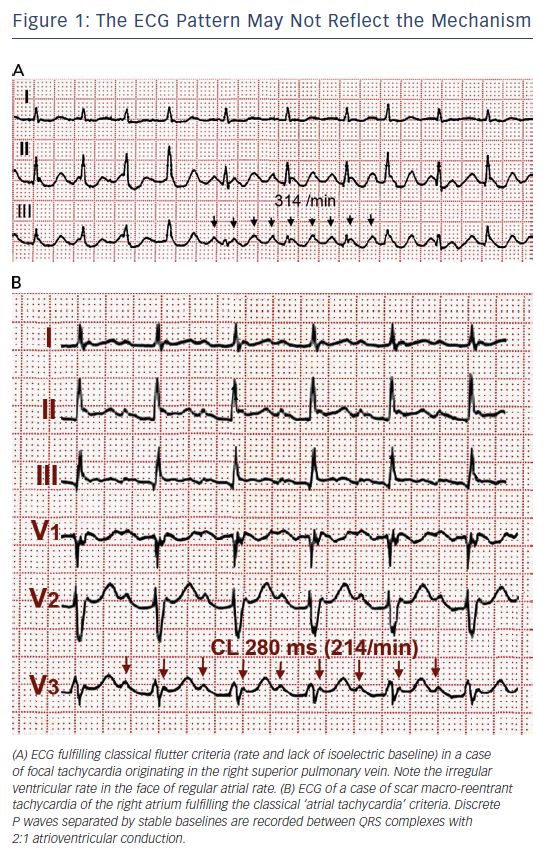 Figure 1: The ECG Pattern May Not Reflect the Mechanism
A
I
II
314 /min
III
B
I
II
III
V1
V2
CL 280 ms (214/min)
V3
(A) ECG fulfilling classical flutter criteria (rate and lack of isoelectric baseline) in a case
of focal tachycardia originating in the right superior pulmonary vein. Note the irregular
ventricular rate in the face of regular atrial rate. (B) ECG of a case of scar macro-reentrant
tachycardia of the right atrium fulfilling the classical ‘atrial tachycardia’ criteria. Discrete
P waves separated by stable baselines are recorded between QRS complexes with
2:1 atrioventricular conduction.